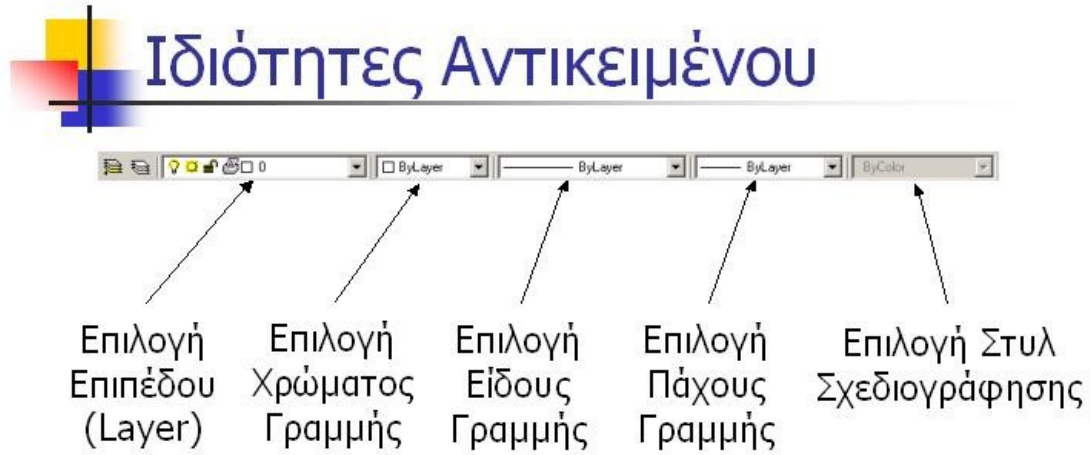 Ιδιότητες Αντικειμένου
0 ByLayer ByLayer ByLayer ByColor
Επιλογή
Επιπέδου
(Layer)
Επιλογή
Χρώματος
Γραμμής
Επιλογή
Είδους
Γραμμής
Επιλογή
Πάχους
Γραμμής
Επιλογή Στυλ
Σχεδιογράφησης